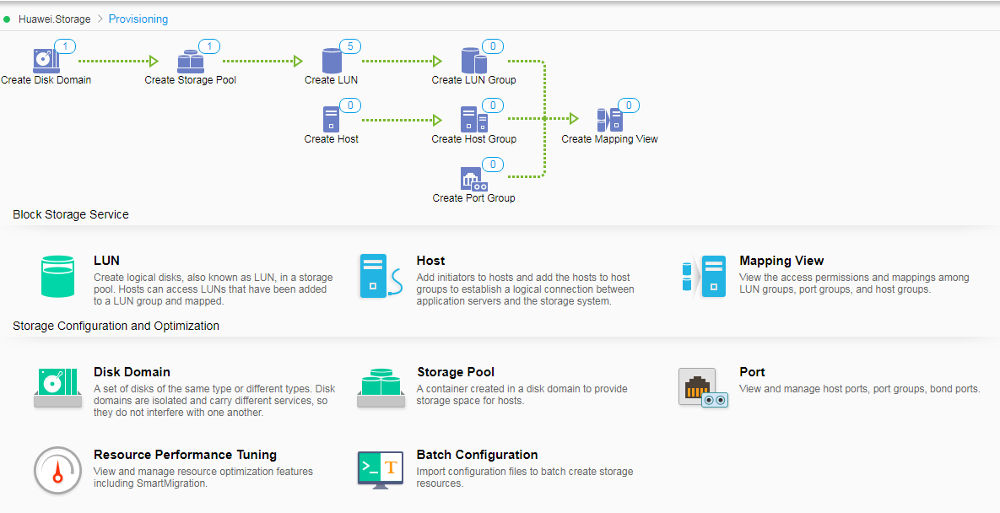 Huawei.Storage > Provisioning
1
1
5
0
Create Disk Domain
Create Storage Pool
Create LUN
Create LUN Group
0
0
0
Create Host
Create Host Group
Create Mapping View
0
Create Port Group
Block Storage Service
LUN
Create logical disks, also known as LUN, in a storage
pool. Hosts can access LUNs that have been added
to a LUN group and mapped.
Host
Add initiators to hosts and add the hosts to host
groups to establish a logical connection between
application servers and the storage system.
Mapping View
View the access permissions and mappings among
LUN groups, port groups, and host groups.
Storage Configuration and Optimization
Disk Domain
A set of disks of the same type or different types. Disk
domains are isolated and carry different services, so
they do not interfere with one another.
Storage Pool
A container created in a disk domain to provide
storage space for hosts.
Port
View and manage host ports, port groups, bond ports.
Resource Performance Tuning
View and manage resource optimization features
including SmartMigration.
>_ T
Batch Configuration
Import configuration files to batch create storage
resources.